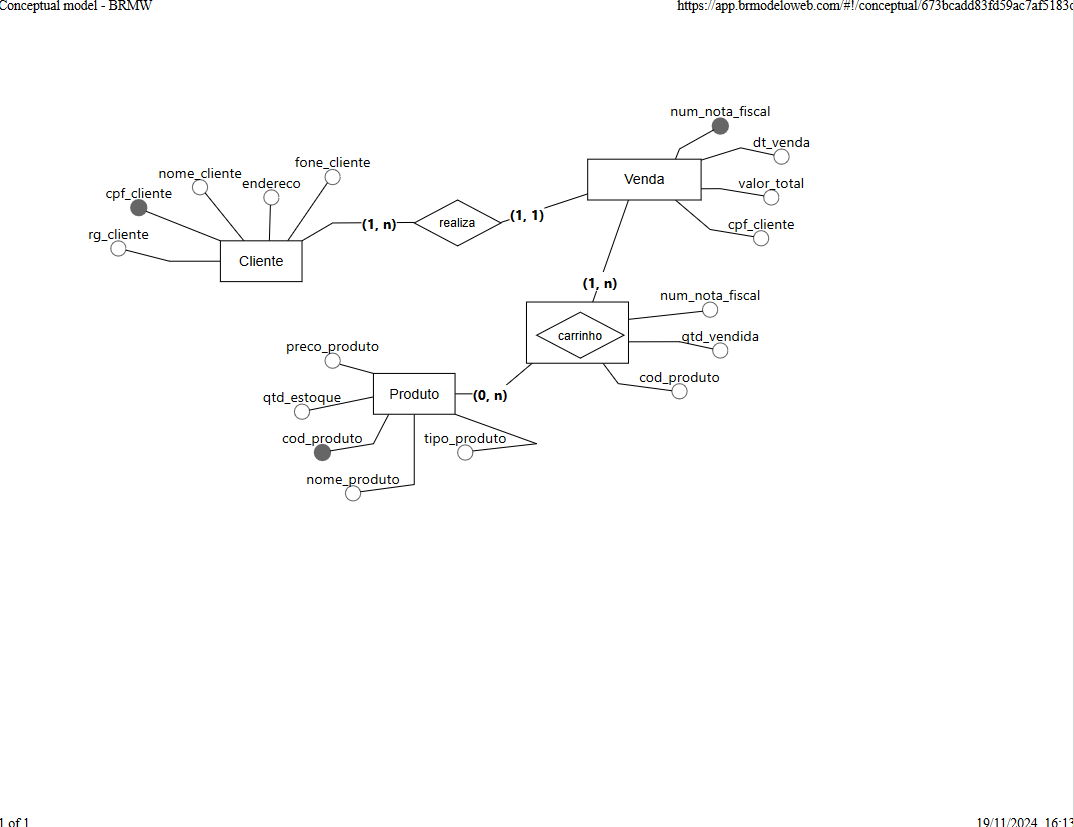 Conceptual model - BRMW
https://app.brmodeloweb.com/#!/conceptual/673bcadd83fd59ac7af5183c
num_nota_fiscal
dt_venda
fone_cliente
nome_cliente
endereco
Venda
valor_total
cpf_cliente
(1, n)
realiza
(1, 1)
cpf_cliente
rg_cliente
Cliente
(1, n)
num_nota_fiscal
carrinho
qtd_vendida
preco_produto
cod_produto
Produto
(0, n)
qtd_estoque
cod_produto
tipo_produto
nome_produto
1 of 1
19/11/2024, 16:13